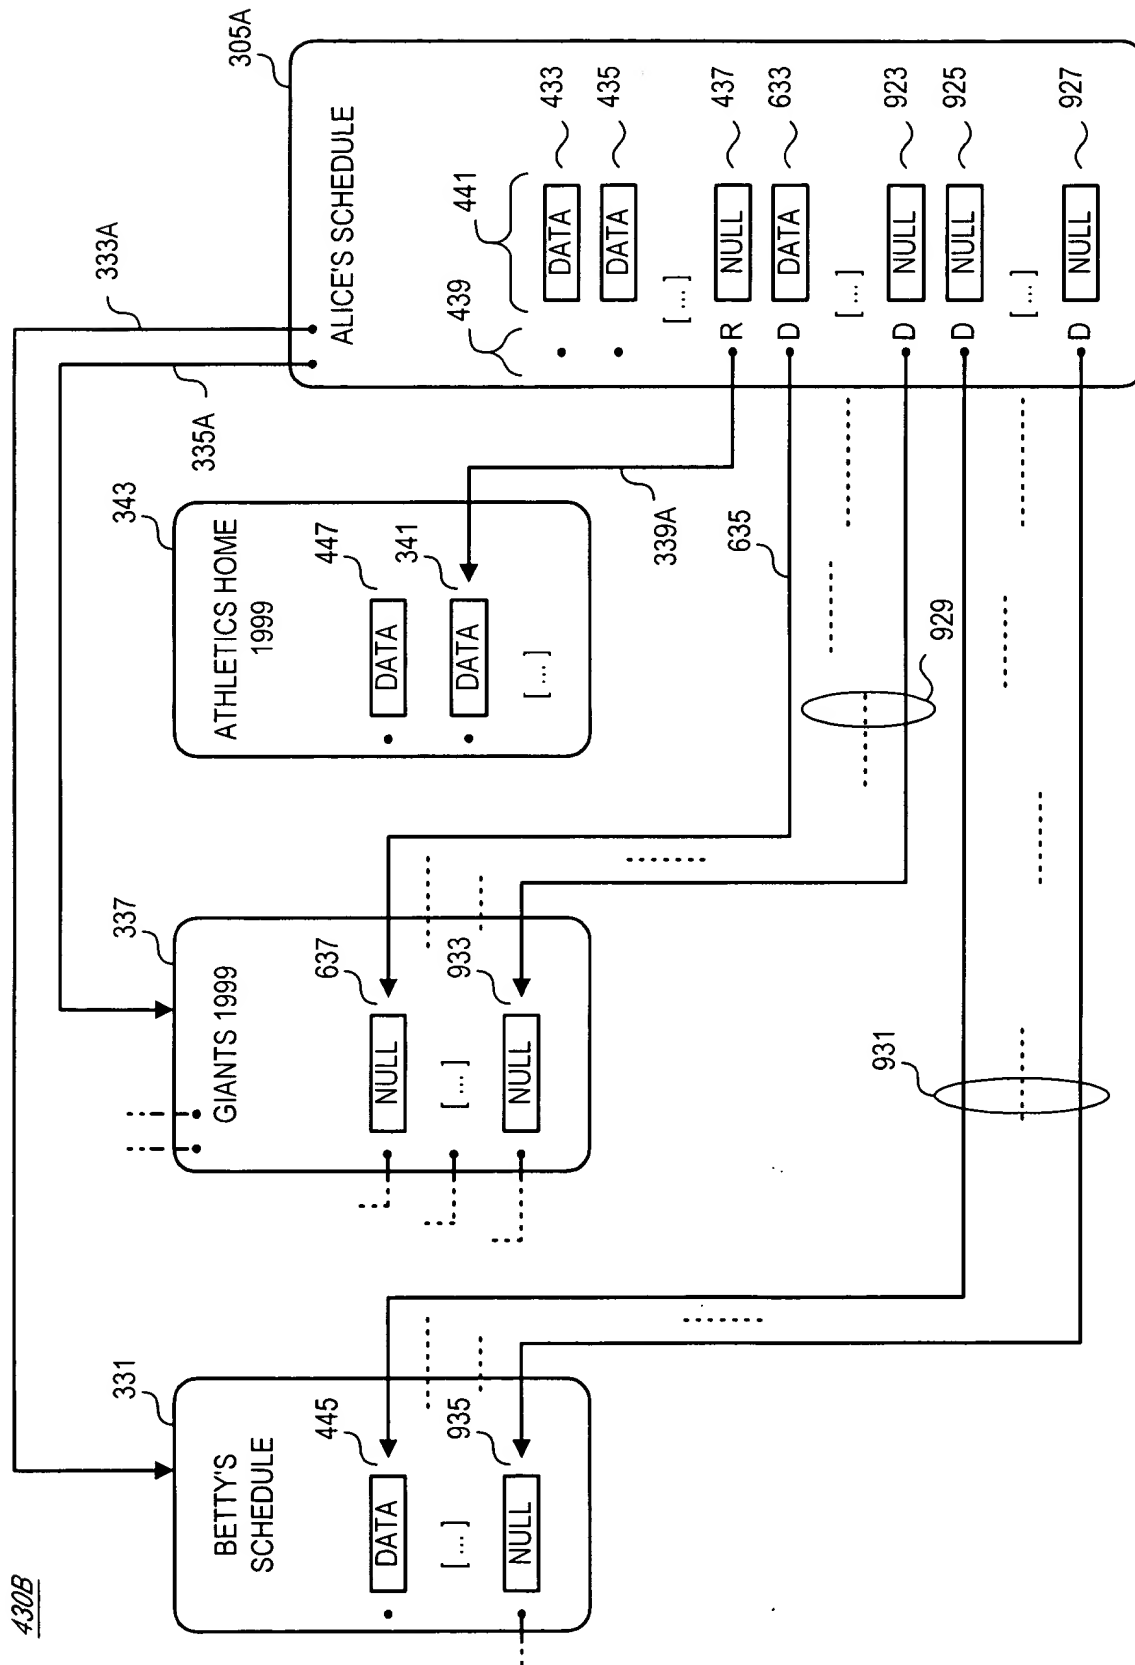 430B
333A
335A
305A
ALICE'S SCHEDULE
439
441
DATA
433
DATA
435
[...]
R
NULL
437
D
DATA
633
[...]
D
NULL
923
D
NULL
925
[...]
D
NULL
927
343
ATHLETICS HOME
1999
447
DATA
341
DATA
[...]
339A
635
929
337
GIANTS 1999
637
NULL
[...]
933
NULL
931
331
BETTY'S
SCHEDULE
445
DATA
[...]
935
NULL